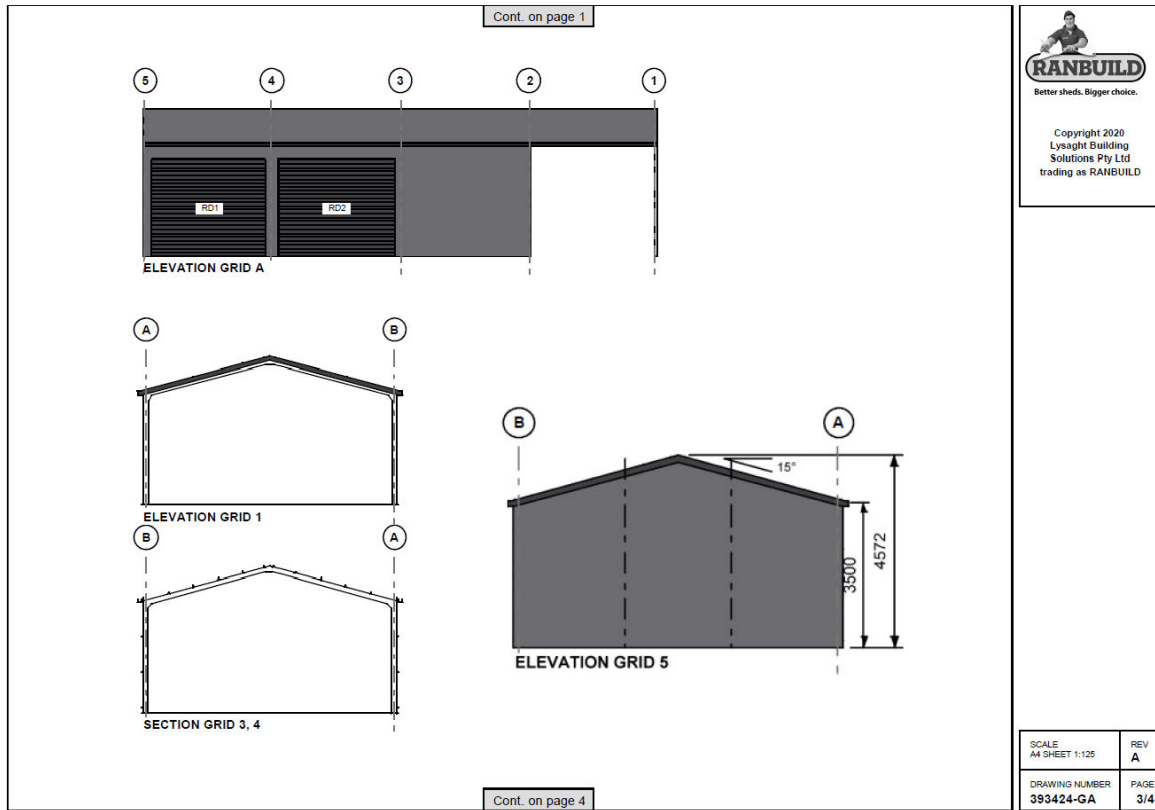 Cont. on page 1
5
4
3
2
1
RD1
RD2
ELEVATION GRID A
A
B
ELEVATION GRID 1
B
A
SECTION GRID 3, 4
B
A
15°
3500
4572
ELEVATION GRID 5
Cont. on page 4
RANBUILD
Better sheds. Bigger choice.
Copyright 2020
Lysaght Building
Solutions Pty Ltd
trading as RANBUILD
SCALE
A4 SHEET 1:125
REV
A
DRAWING NUMBER
393424-GA
PAGE
3/4